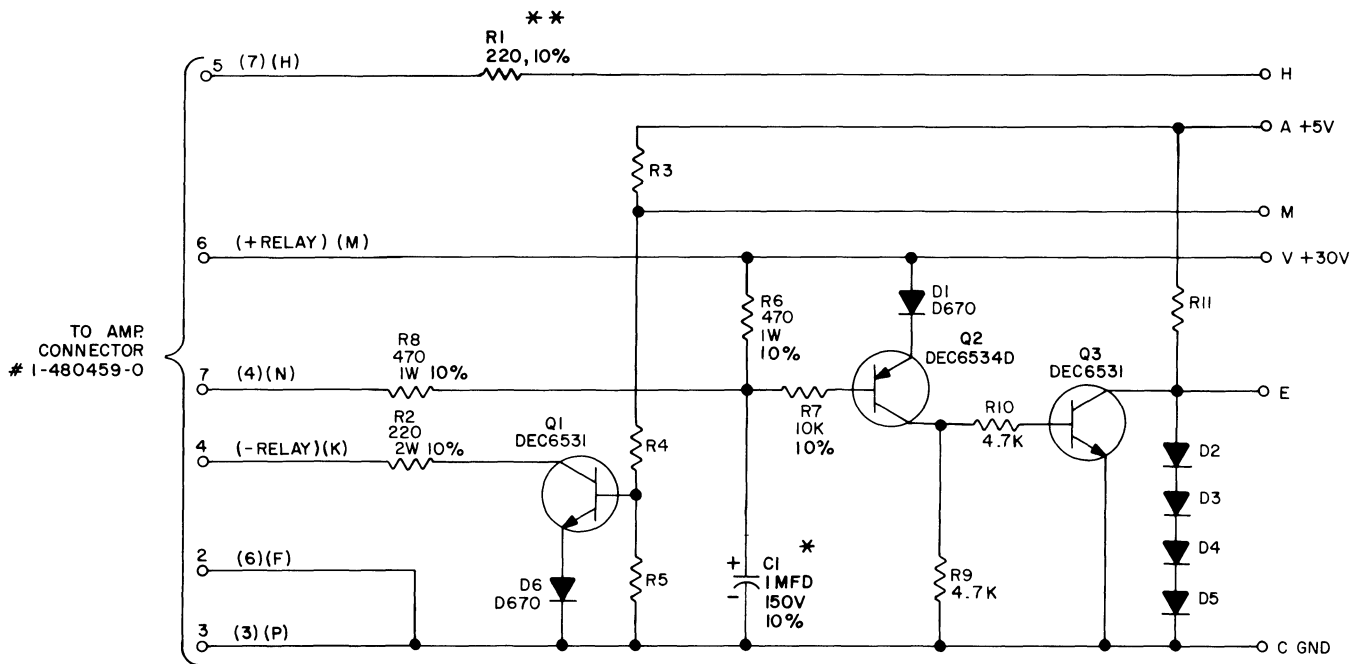 * *
R1
220, 10%
5 (7)(H)
H
A +5V
R3
M
6 (+RELAY) (M)
V +30V
D1
D670
R6
470
1W
10%
R11
TO AMP.
CONNECTOR
# 1-480459-0
Q2
DEC6534D
Q3
DEC6531
R8
470
1W 10%
7 (4)(N)
E
R7
10K
10%
R10
4.7K
R2
220
2W 10%
Q1
DEC6531
4 (-RELAY)(K)
R4
D2
D3
D4
D5
2 (6)(F)
D6
D670
R5
*
+
-
C1
1MFD
150V
10%
R9
4.7K
3 (3)(P)
C GND